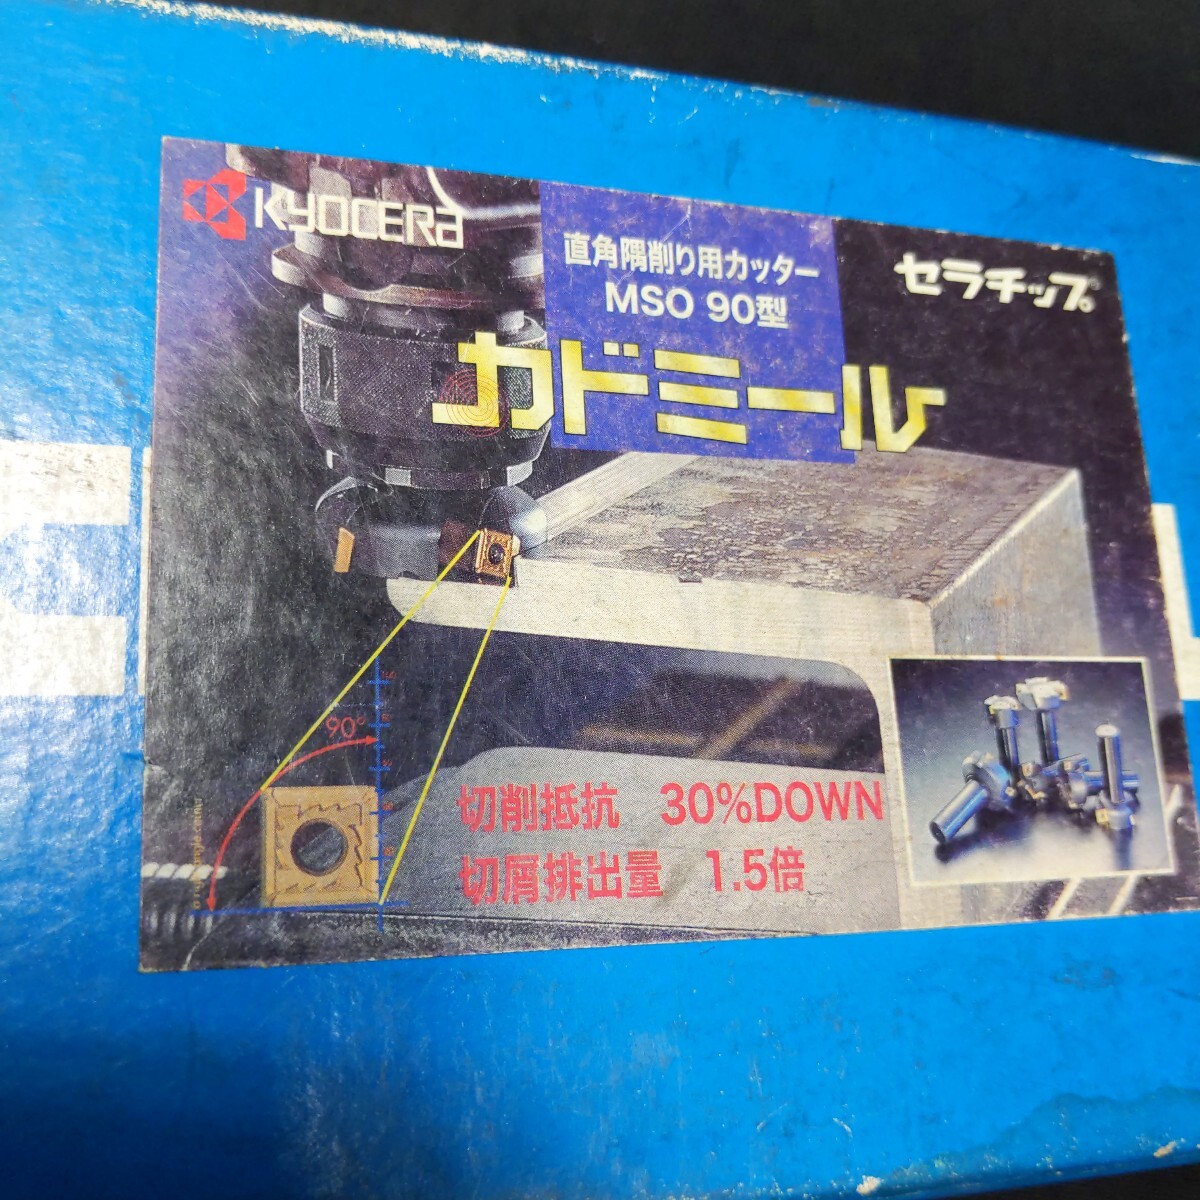 KYOCERA
直角隅削り用カッター
MSO 90型
セラチップ
カドミール
90°
切削抵抗 30%DOWN
切屑排出量 1.5倍